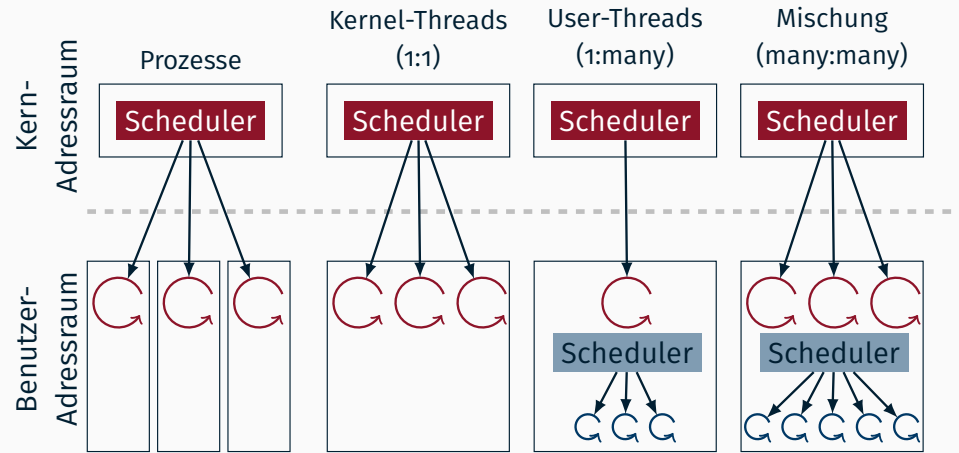 Kern-
Adressraum
Benutzer-
Adressraum
Prozesse
Scheduler
Kernel-Threads
(1:1)
Scheduler
User-Threads
(1:many)
Scheduler
Scheduler
Mischung
(many:many)
Scheduler
Scheduler